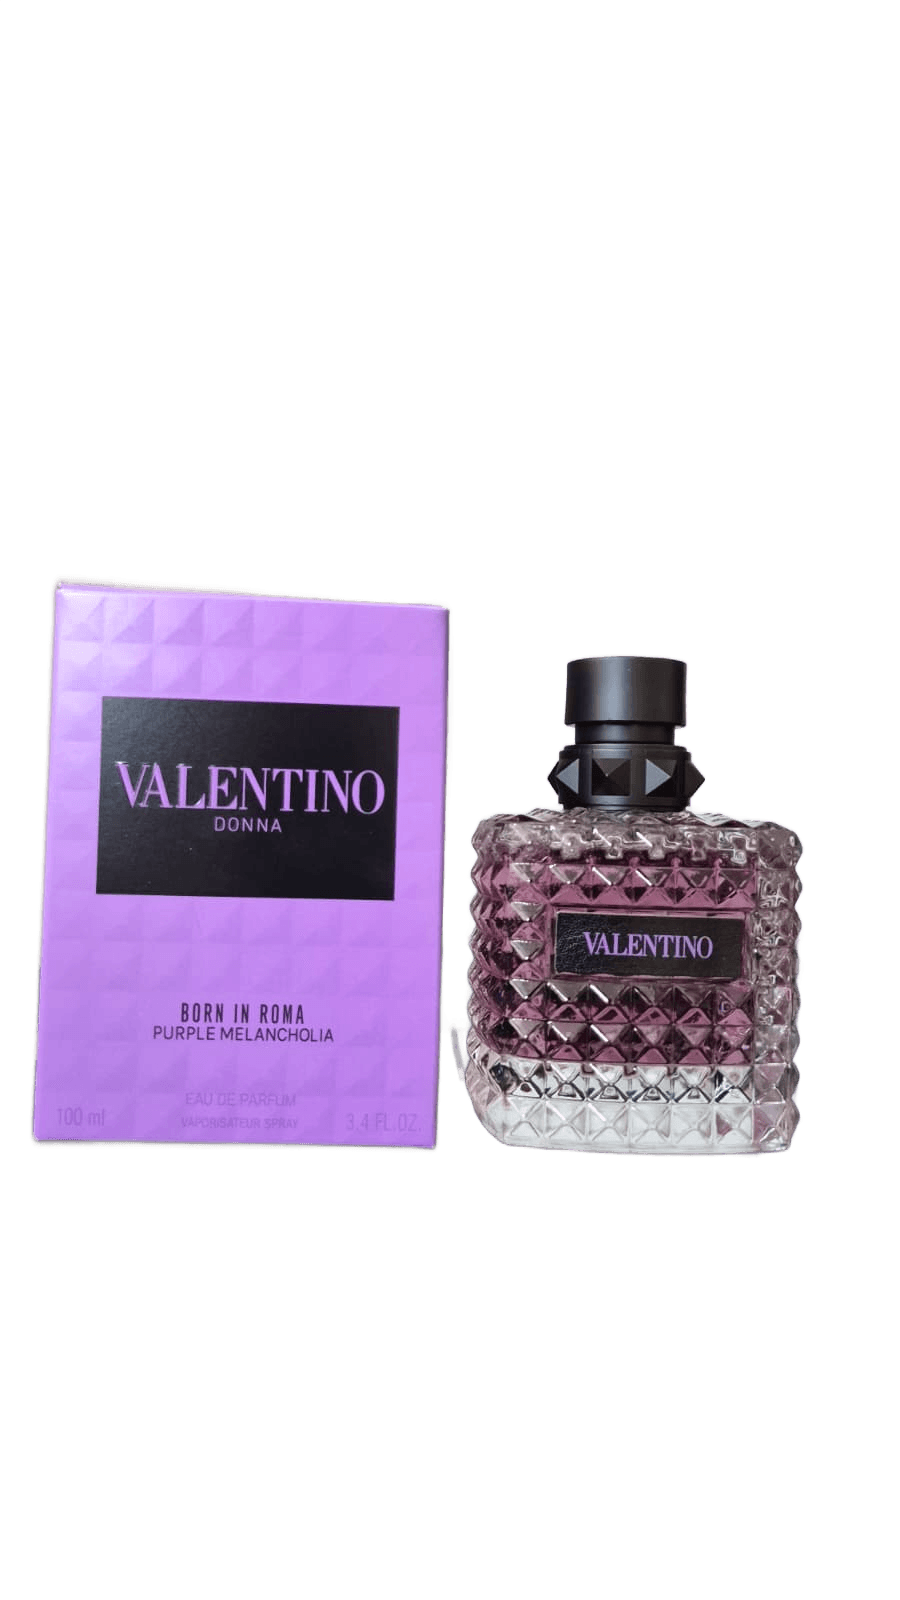 VALENTINO
DONNA
BORN IN ROMA
PURPLE MELANCHOLIA
EAU DE PARFUM
100 ml
VAPORISATEUR SPRAY
3.4 FL.OZ.
VALENTINO